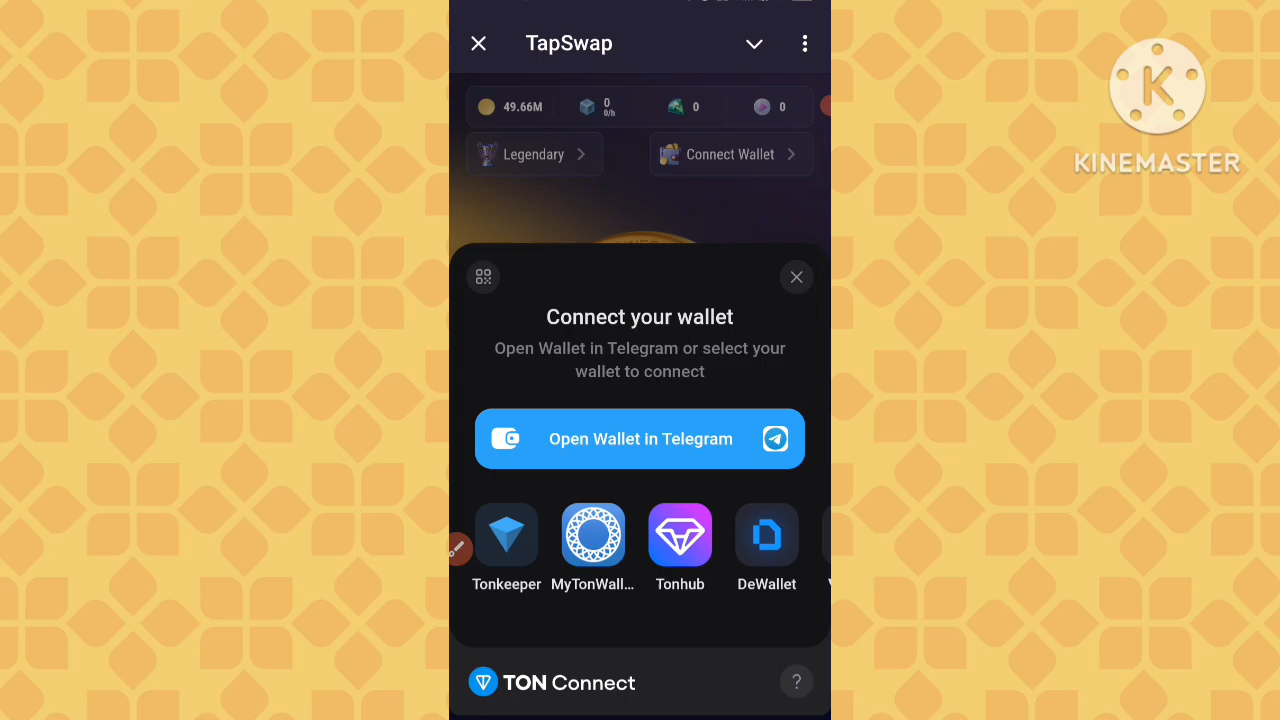 TapSwap
49.66M
0
0/h
0
0
Legendary
Connect Wallet
KINEMASTER
Connect your wallet
Open Wallet in Telegram or select your
wallet to connect
Open Wallet in Telegram
Tonkeeper
MyTonWall...
Tonhub
DeWallet
TON Connect
?